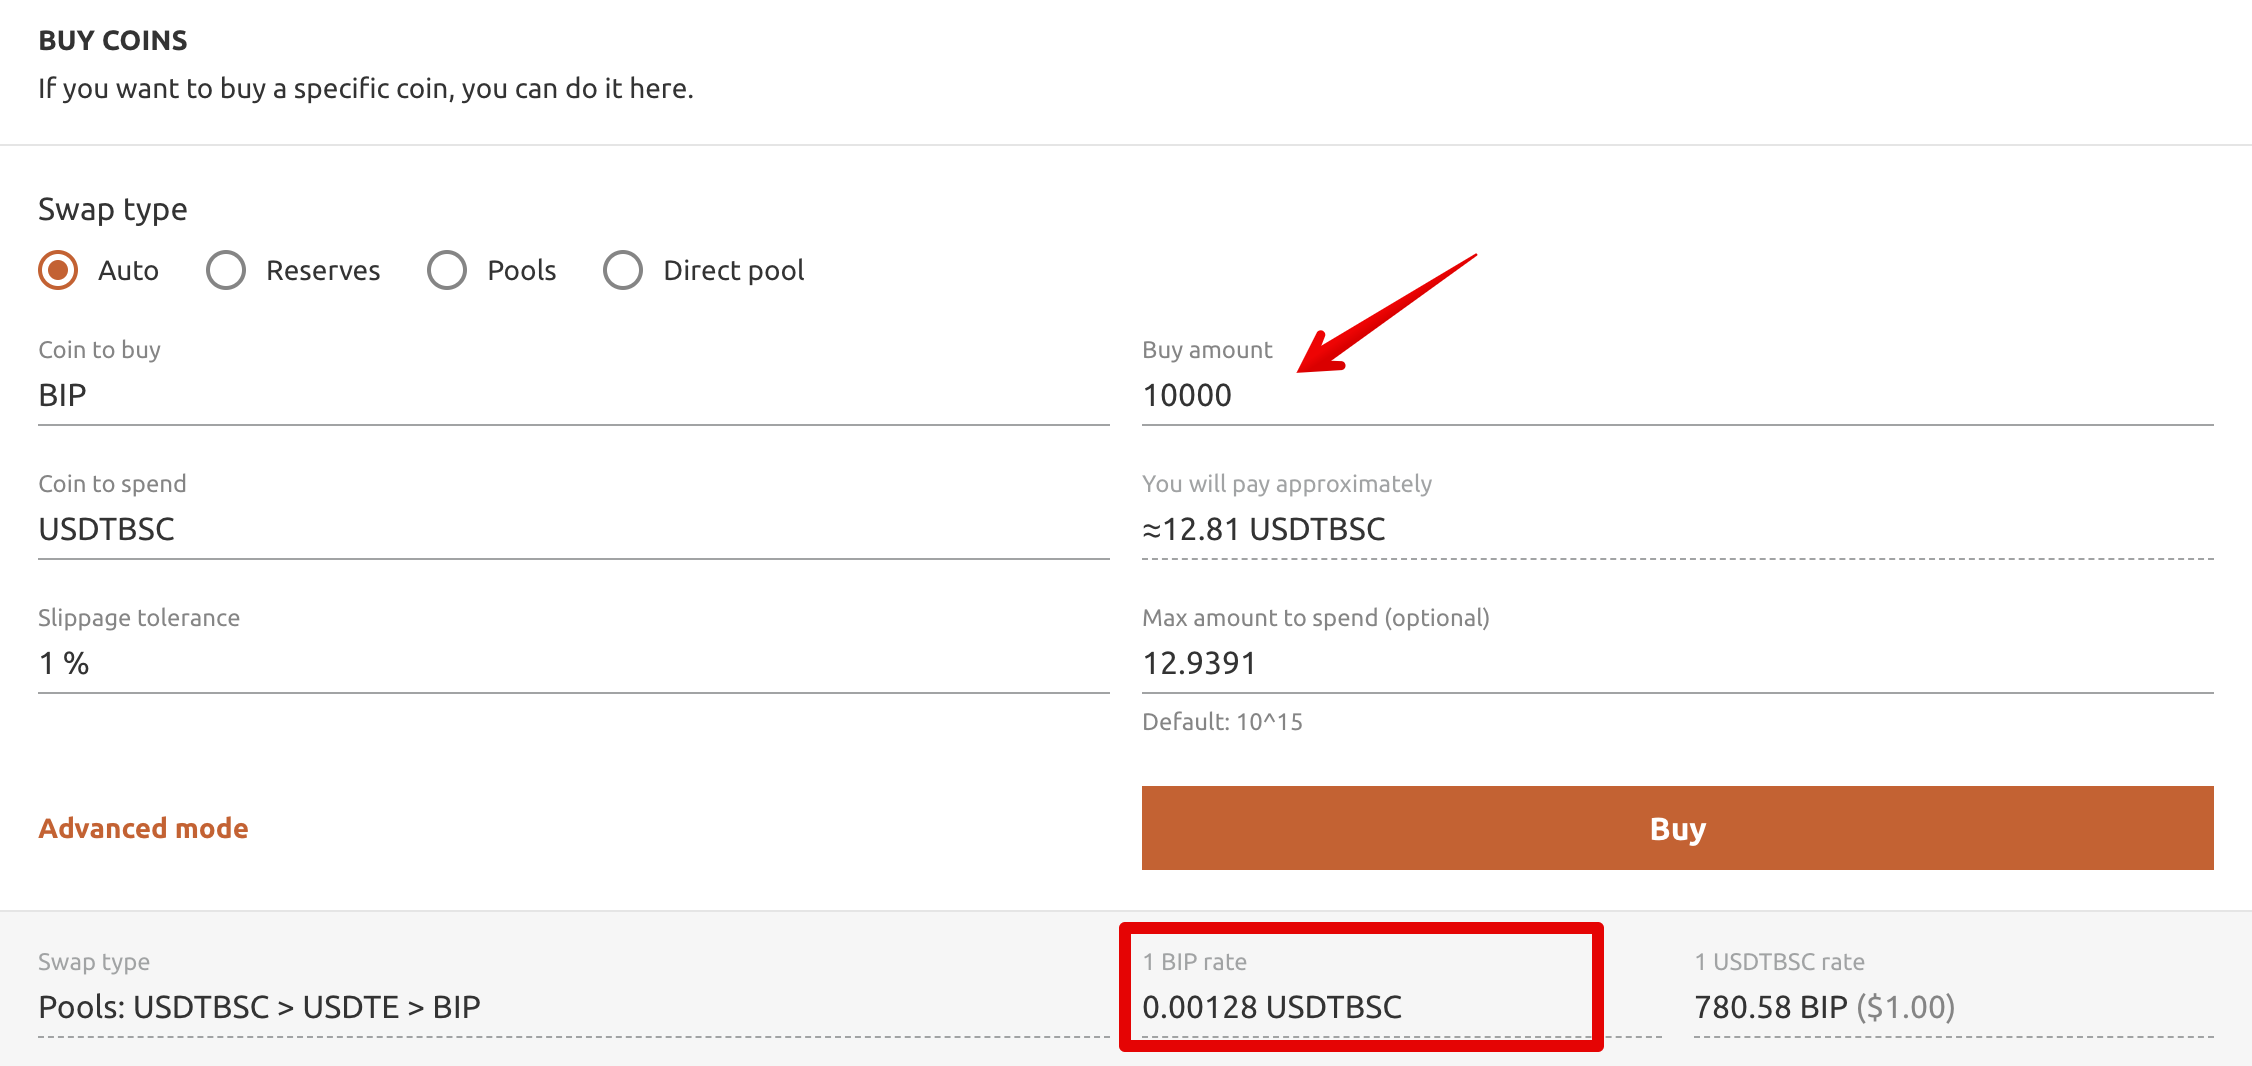 BUY COINS
If you want to buy a specific coin, you can do it here.
Swap type
Auto Reserves Pools Direct pool
Coin to buy
BIP
Buy amount
10000
Coin to spend
USDTBSC
You will pay approximately
≈12.81 USDTBSC
Slippage tolerance
1 %
Max amount to spend (optional)
12.9391
Default: 10^15
Advanced mode
Buy
Swap type
Pools: USDTBSC > USDTE > BIP
1 BIP rate
0.00128 USDTBSC
1 USDTBSC rate
780.58 BIP ($1.00)